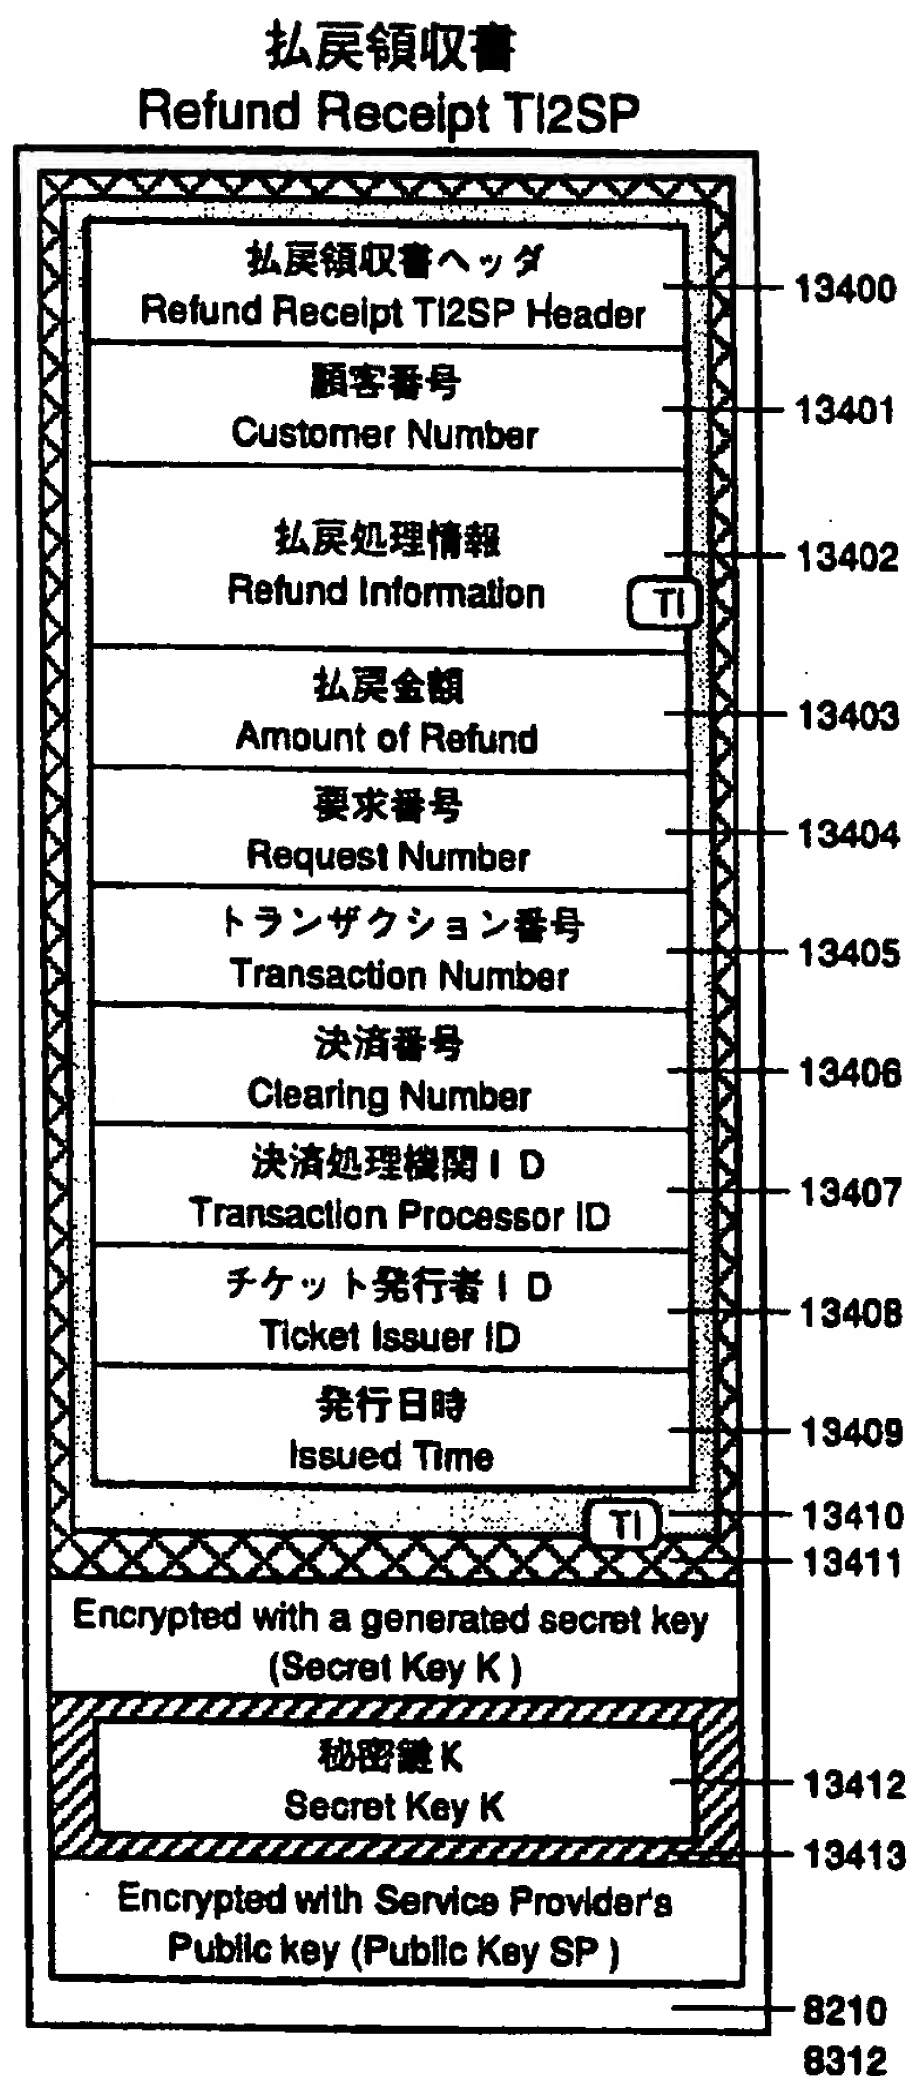 払戻領収書
Refund Receipt TI2SP
払戻領収書ヘッダ
Refund Receipt TI2SP Header
13400
顧客番号
Customer Number
13401
払戻処理情報
Refund Information
13402
TI
払戻金額
Amount of Refund
13403
要求番号
Request Number
13404
トランザクション番号
Transaction Number
13405
決済番号
Clearing Number
13406
決済処理機関ID
Transaction Processor ID
13407
チケット発行者ID
Ticket Issuer ID
13408
発行日時
Issued Time
13409
TI
13410
13411
Encrypted with a generated secret key
(Secret Key K )
秘密鍵K
Secret Key K
13412
13413
Encrypted with Service Provider's
Public key (Public Key SP )
8210
8312